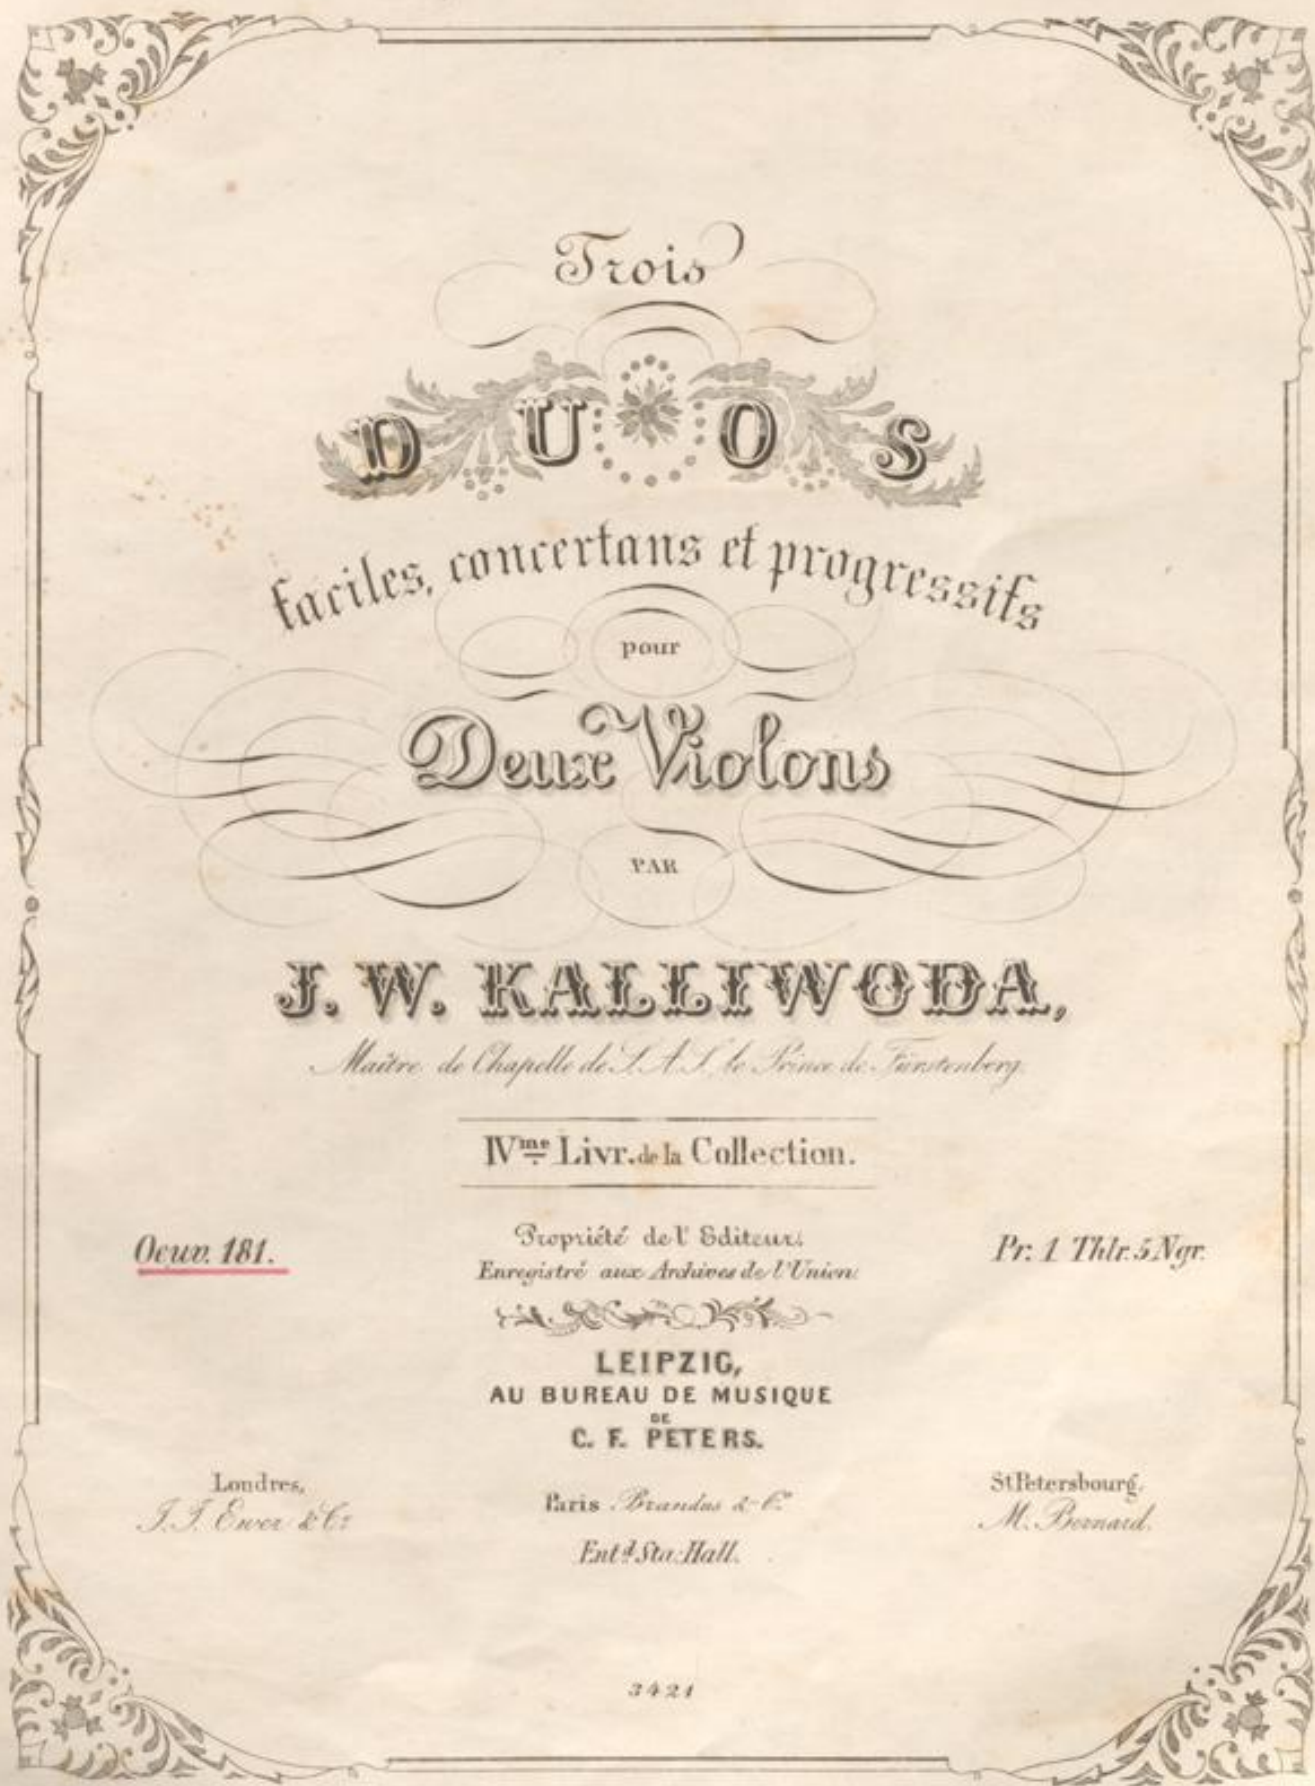 Trois
DUOS
faciles, concertans et progressifs
pour
Deux Violons
PAR
J. W. KALLIWODA,
Maître de Chapelle de S. A. S. le Prince de Fürstenberg.
IVme Livr. de la Collection.
Oeuv. 181.
Propriété de l'Editeur.
Enregistré aux Archives de l'Union.
Pr. 1 Thlr. 5 Ngr.
LEIPZIG,
AU BUREAU DE MUSIQUE
DE
C. F. PETERS.
Londres,
J. J. Ewer & Co.
Paris Brandus & Co.
Entd Sta. Hall.
St Petersbourg.
M. Bernard.
3421